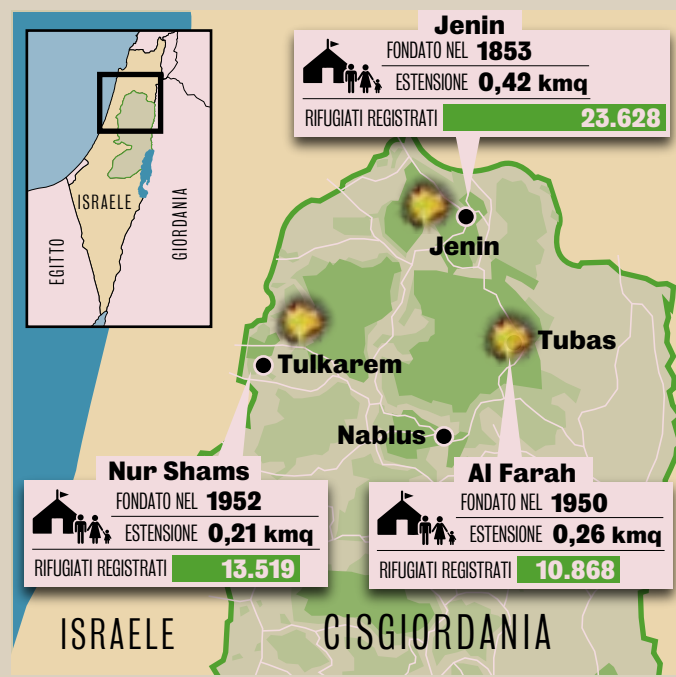 Jenin
FONDATO NEL 1853
ESTENSIONE 0,42 kmq
RIFUGIATI REGISTRATI 23.628
ISRAELE
EGITTO
GIORDANIA
Jenin
Tubas
Tulkarem
Nablus
Nur Shams
FONDATO NEL 1952
ESTENSIONE 0,21 kmq
RIFUGIATI REGISTRATI 13.519
Al Farah
FONDATO NEL 1950
ESTENSIONE 0,26 kmq
RIFUGIATI REGISTRATI 10.868
ISRAELE
CISGIORDANIA